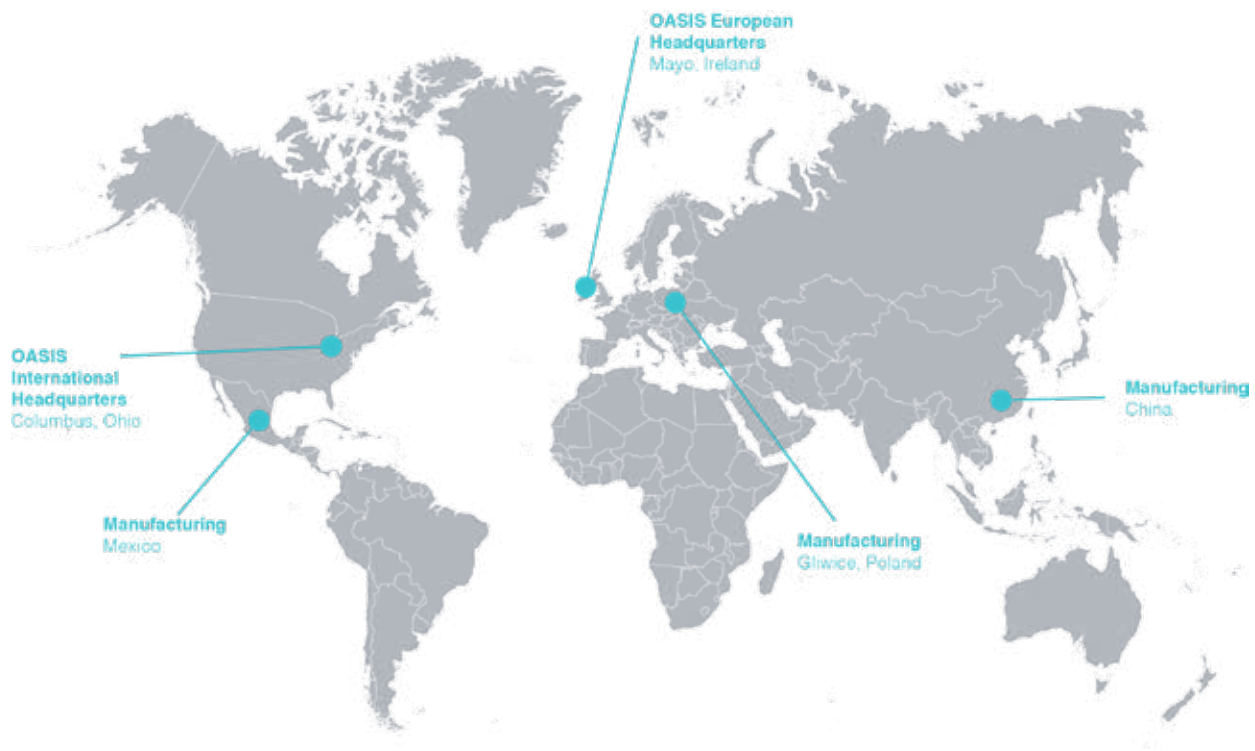 OASIS European
Headquarters
Mayo, Ireland
OASIS
International
Headquarters
Columbus, Ohio
Manufacturing
China
Manufacturing
Mexico
Manufacturing
Gliwice, Poland